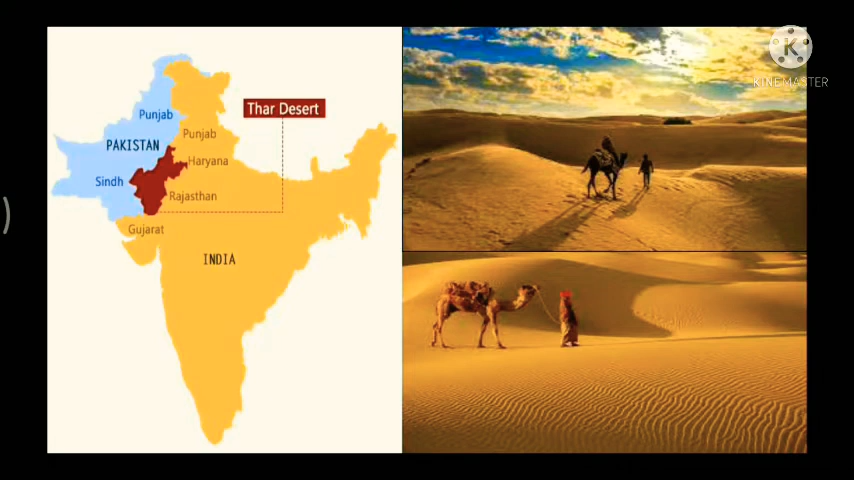 Thar Desert
Punjab
Punjab
PAKISTAN
Haryana
Sindh
Rajasthan
Gujarat
INDIA
K
KINEMASTER